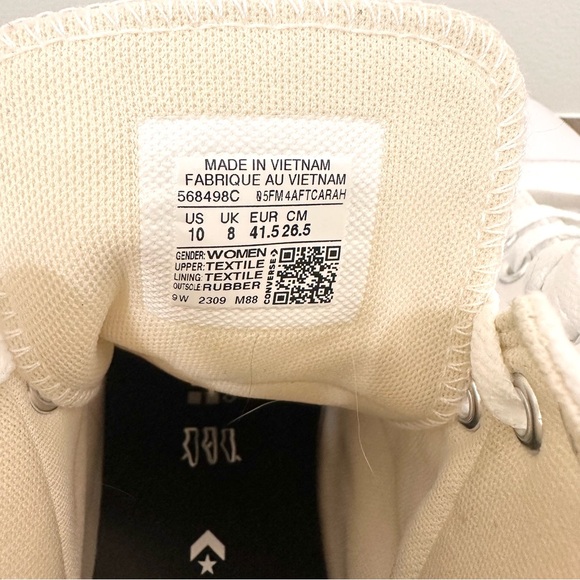 MADE IN VIETNAM
FABRIQUE AU VIETNAM
568498C 05FM4AFTCARAH
US UK EUR CM
10 8 41.5 26.5
GENDER: WOMEN
UPPER: TEXTILE
LINING: TEXTILE
OUTSOLE: RUBBER
CONVERSE
9W 2309 M88